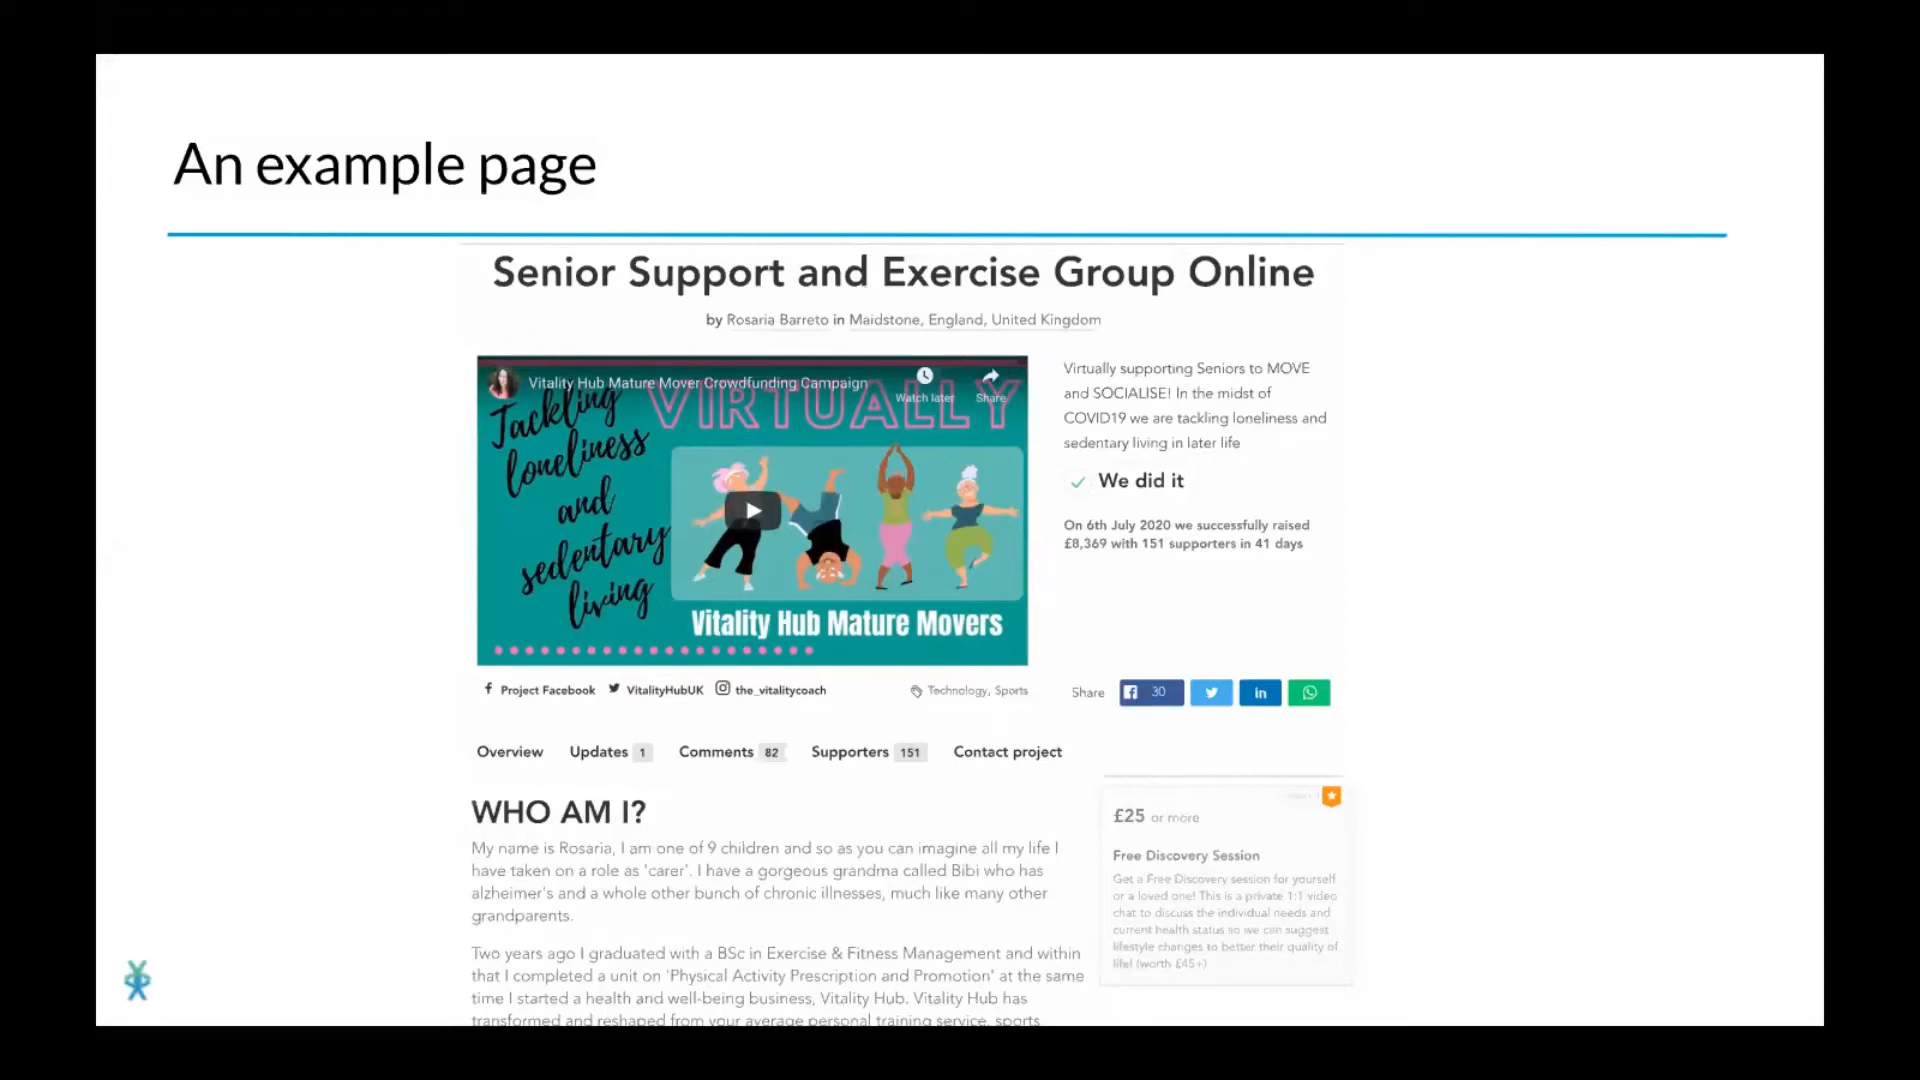 An example page
Senior Support and Exercise Group Online
by Rosaria Barreto in Maidstone, England, United Kingdom
Vitality Hub Mature Mover Crowdfunding Campaign
Watch later
Share
VIRTUALLY
Tackling
loneliness
and
sedentary
living
Vitality Hub Mature Movers
Virtually supporting Seniors to MOVE
and SOCIALISE! In the midst of
COVID19 we are tackling loneliness and
sedentary living in later life
We did it
On 6th July 2020 we successfully raised
£8,369 with 151 supporters in 41 days
Project Facebook VitalityHubUK the_vitalitycoach
Technology, Sports
Share 30
Overview Updates 1 Comments 82 Supporters 151 Contact project
WHO AM I?
My name is Rosaria, I am one of 9 children and so as you can imagine all my life I
have taken on a role as 'carer'. I have a gorgeous grandma called Bibi who has
alzheimer's and a whole other bunch of chronic illnesses, much like many other
grandparents.
Two years ago I graduated with a BSc in Exercise & Fitness Management and within
that I completed a unit on 'Physical Activity Prescription and Promotion' at the same
time I started a health and well-being business, Vitality Hub. Vitality Hub has
transformed and reshaped from your average personal training service, sports
£25 or more
Free Discovery Session
Get a Free Discovery session for yourself
or a loved one! This is a private 1:1 video
chat to discuss the individual needs and
current health status so we can suggest
lifestyle changes to better their quality of
life! (worth £45+)